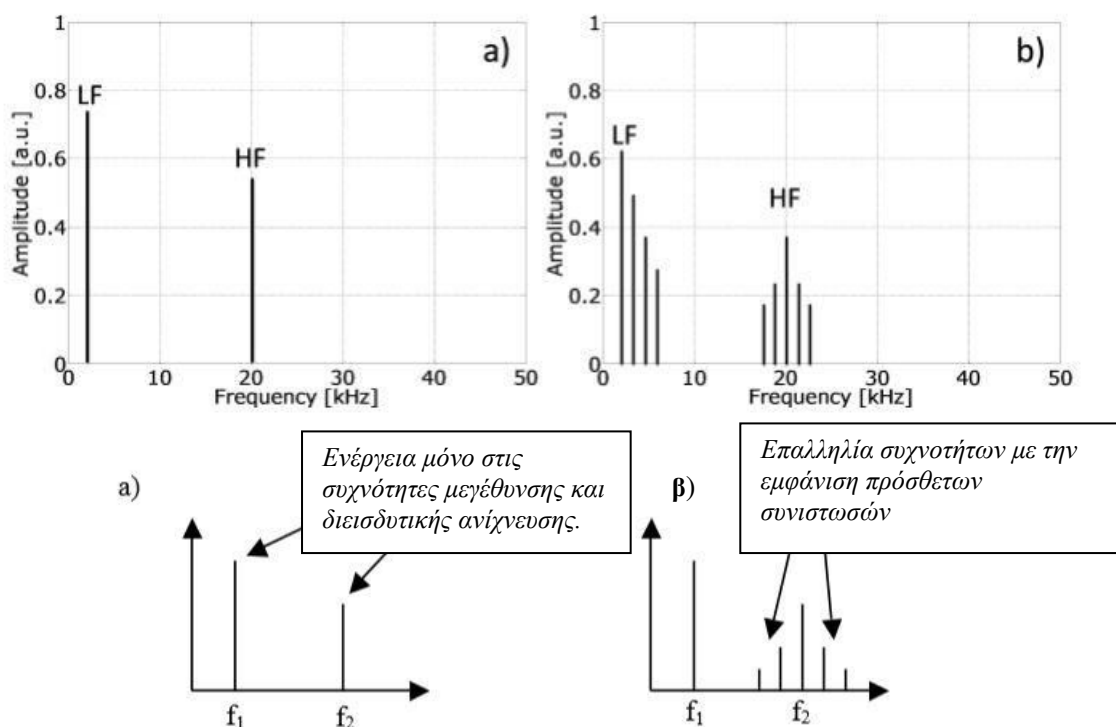 a)
1
0.8
0.6
0.4
0.2
0
Amplitude [a.u.]
LF
HF
0 10 20 30 40 50
Frequency [kHz]
b)
1
0.8
0.6
0.4
0.2
0
Amplitude [a.u.]
LF
HF
0 10 20 30 40 50
Frequency [kHz]
a)
Ενέργεια μόνο στις
συχνότητες μεγέθυνσης και
διεισδυτικής ανίχνευσης.
f₁ f₂
β)
Επαλληλία συχνοτήτων με την
εμφάνιση πρόσθετων
συνιστωσών
f₁ f₂